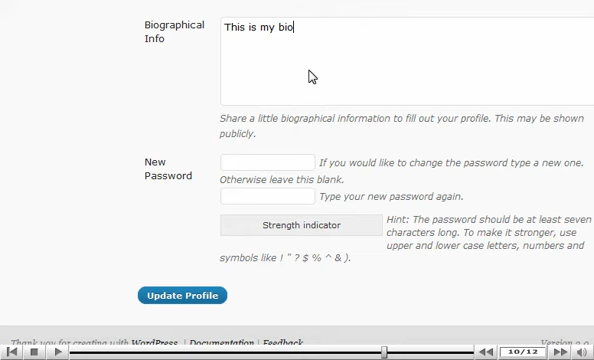 Biographical
Info
This is my bio
Share a little biographical information to fill out your profile. This may be shown
publicly.
New
Password
If you would like to change the password type a new one.
Otherwise leave this blank.
Type your new password again.
Strength indicator
Hint: The password should be at least seven
characters long. To make it stronger, use
upper and lower case letters, numbers and
symbols like ! " ? $ % ^ & ).
Update Profile
Thank you for creating with WordPress. | Documentation | Feedback
Version
10/12